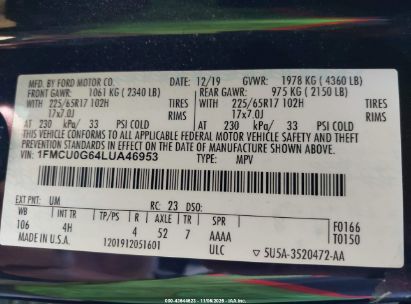 MFD. BY FORD MOTOR CO. 12/19 GVWR: 1978 KG (4360 LB)
FRONT GAWR: 1061 KG (2340 LB) REAR GAWR: 975 KG (2150 LB)
WITH 225/65R17 102H TIRES WITH 225/65R17 102H TIRES
17x7.0J RIMS 17x7.0J RIMS
AT 230 kPa/ 33 PSI COLD AT 230 kPa/ 33 PSI COLD
THIS VEHICLE CONFORMS TO ALL APPLICABLE FEDERAL MOTOR VEHICLE SAFETY AND THEFT
PREVENTION STANDARDS IN EFFECT ON THE DATE OF MANUFACTURE SHOWN ABOVE.
VIN: 1FMCU0G64LUA46953 TYPE: MPV
EXT PNT: UM RC: 23 DSO:
WB INT TR R AXLE TR SPR F0166
106 4H 4 52 7 AAAA T0150
MADE IN U.S.A. ULC
1201912051601 5U5A-3520472-AA